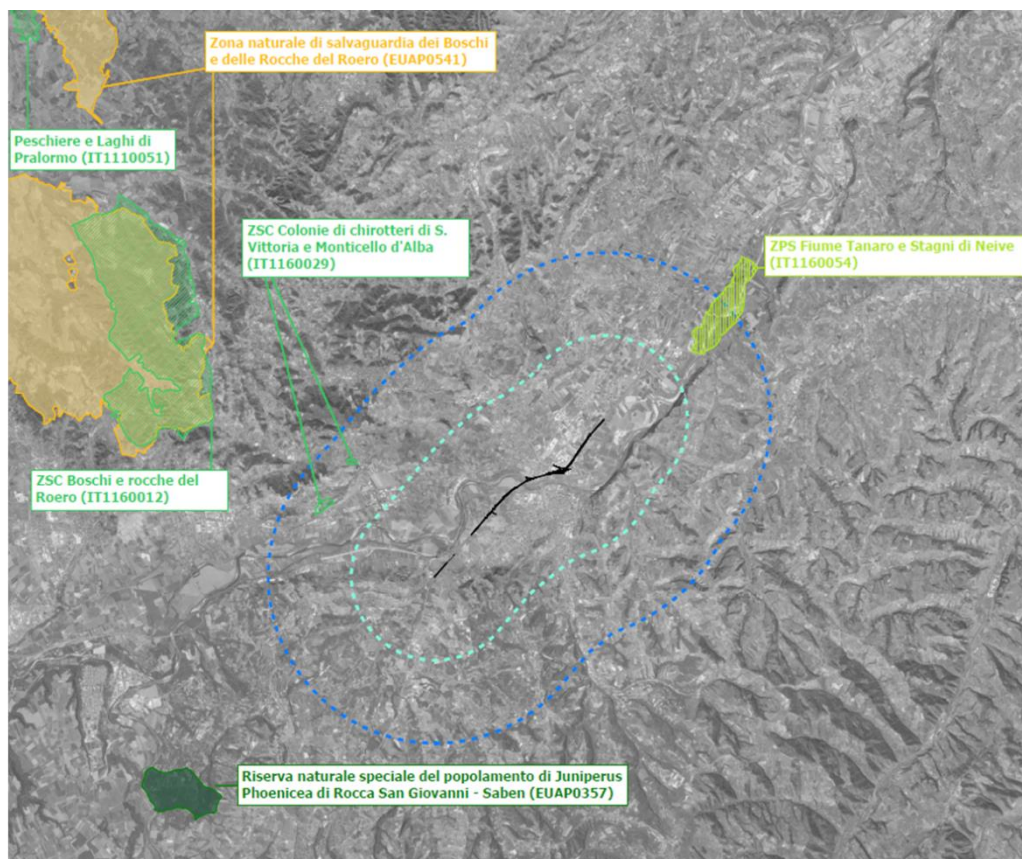 Zona naturale di salvaguardia dei Boschi
e delle Rocche del Roero (EUAP0541)
Peschiere e Laghi di
Pralormo (IT1110051)
ZSC Colonie di chirotteri di S.
Vittoria e Monticello d'Alba
(IT1160029)
ZPS Fiume Tanaro e Stagni di Neive
(IT1160054)
ZSC Boschi e rocche del
Roero (IT1160012)
Riserva naturale speciale del popolamento di Juniperus
Phoenicea di Rocca San Giovanni - Saben (EUAP0357)